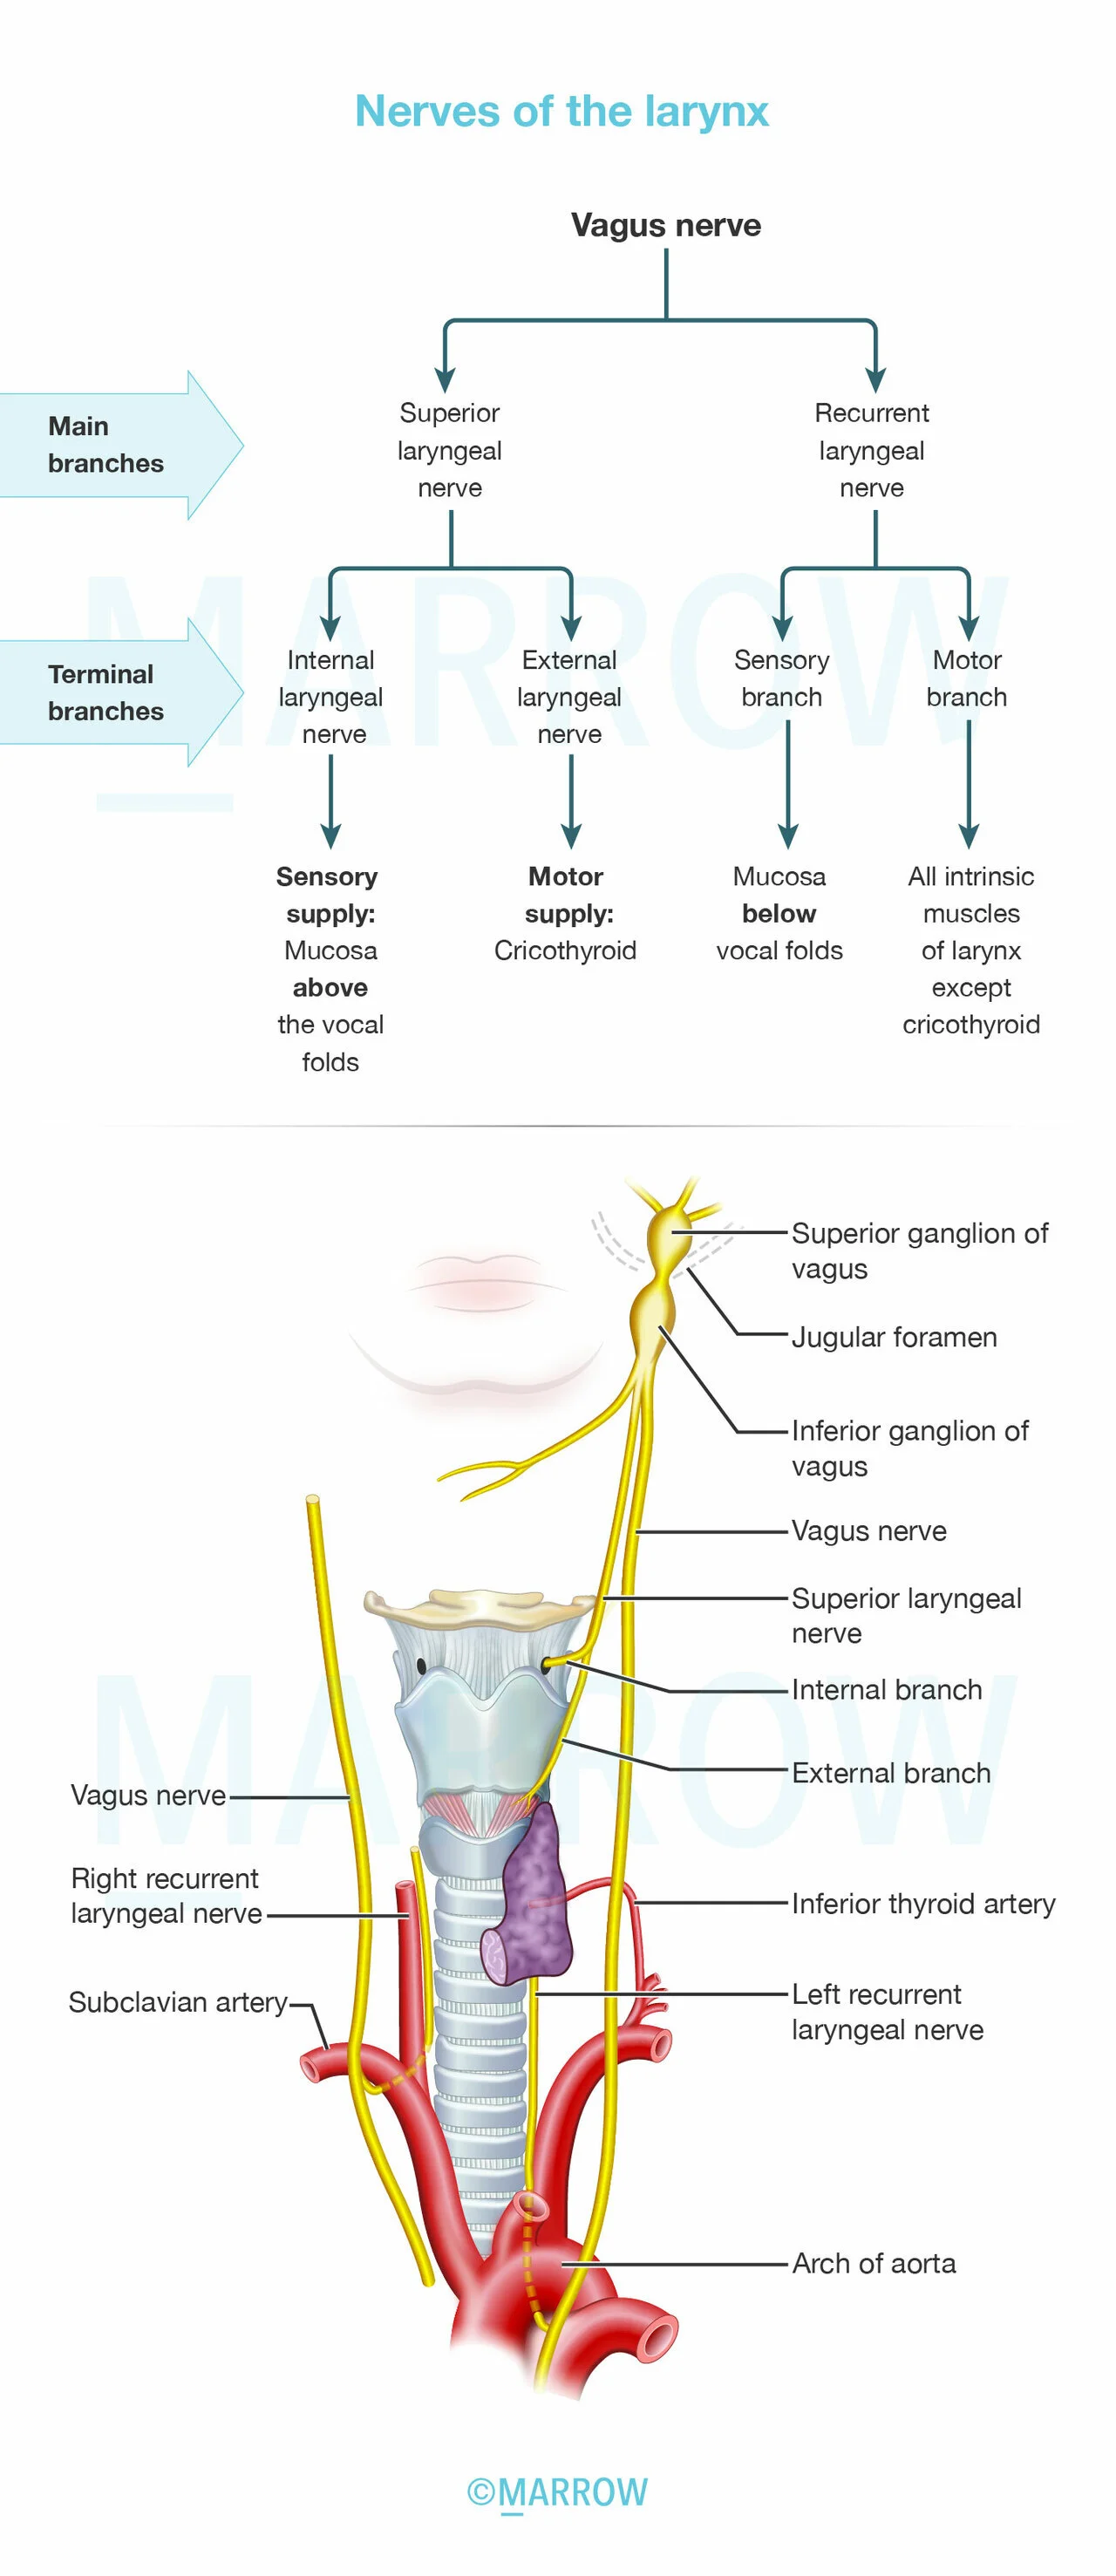 Nerves of the larynx
Vagus nerve
Main
branches
Superior
laryngeal
nerve
Recurrent
laryngeal
nerve
Terminal
branches
Internal
laryngeal
nerve
External
laryngeal
nerve
Sensory
branch
Motor
branch
Sensory
supply:
Mucosa
above
the vocal
folds
Motor
supply:
Cricothyroid
Mucosa
below
vocal folds
All intrinsic
muscles
of larynx
except
cricothyroid
MARROW
Superior ganglion of
vagus
Jugular foramen
Inferior ganglion of
vagus
Vagus nerve
Superior laryngeal
nerve
Internal branch
External branch
Vagus nerve
Right recurrent
laryngeal nerve
Inferior thyroid artery
Subclavian artery
Left recurrent
laryngeal nerve
Arch of aorta
MARROW
©MARROW